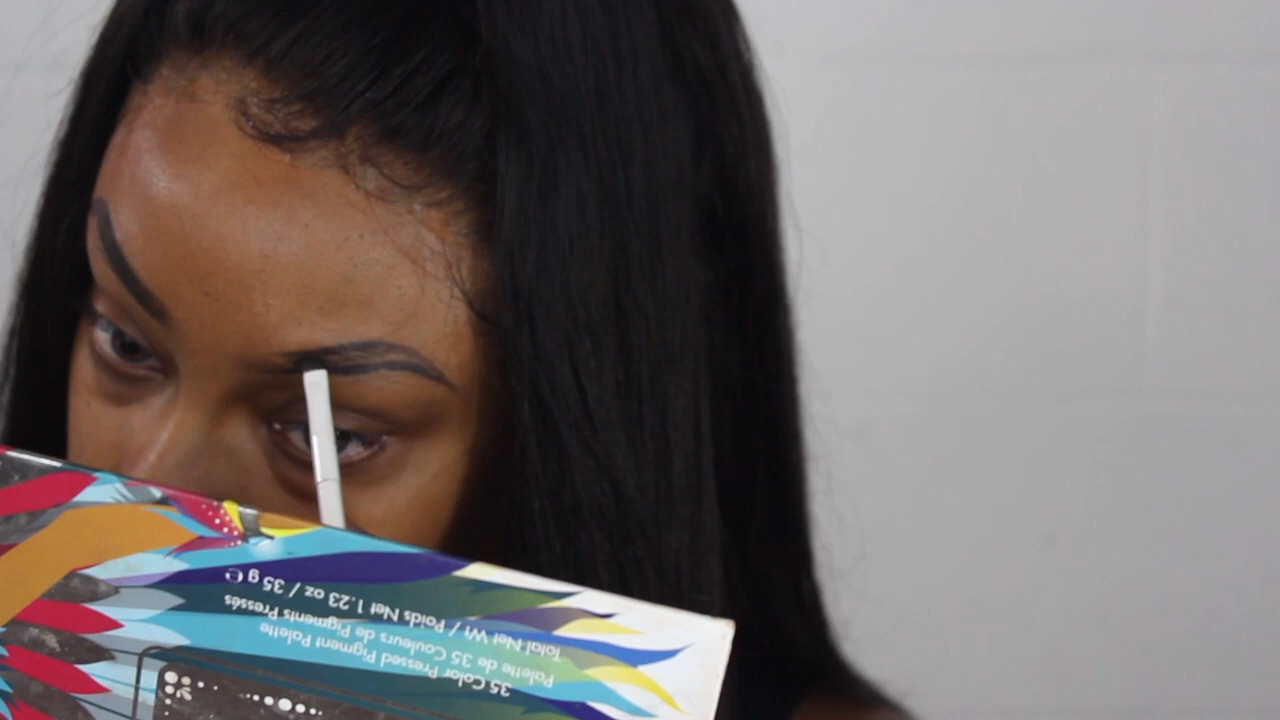 35 Color Pressed Pigment Palette
Palette de 35 Couleurs de Pigments Pressés
Total Net Wt / Poids Net 1.23 oz / 35 g ℮